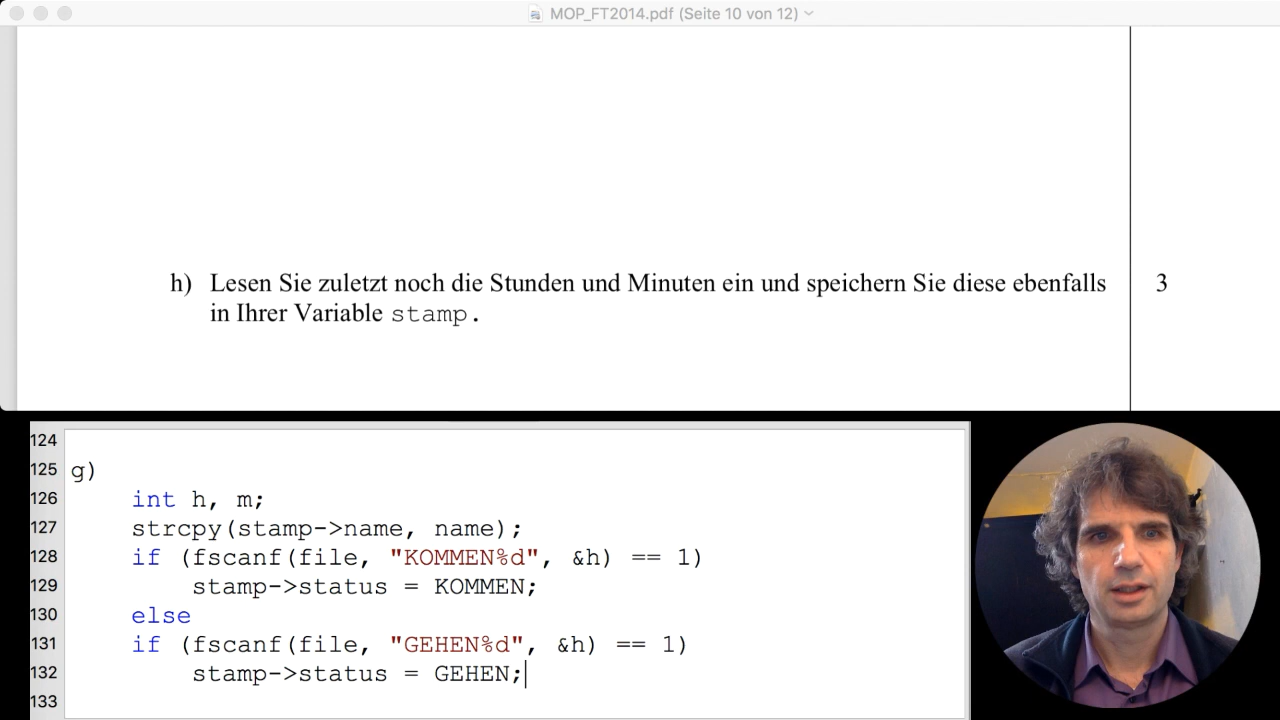 MOP_FT2014.pdf (Seite 10 von 12)
h) Lesen Sie zuletzt noch die Stunden und Minuten ein und speichern Sie diese ebenfalls 3
in Ihrer Variable stamp.
124
125 g)
126 int h, m;
127 strcpy(stamp->name, name);
128 if (fscanf(file, "KOMMEN%d", &h) == 1)
129 stamp->status = KOMMEN;
130 else
131 if (fscanf(file, "GEHEN%d", &h) == 1)
132 stamp->status = GEHEN;
133